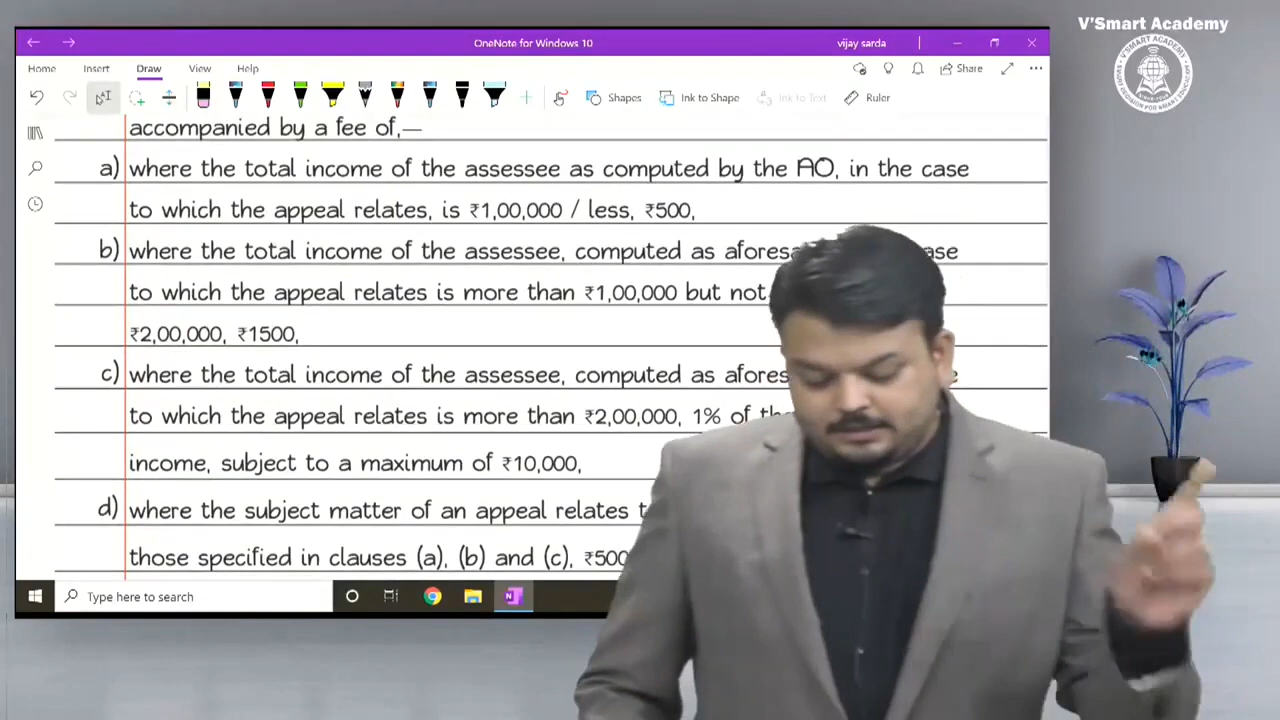 V'Smart Academy
OneNote for Windows 10
vijay sarda
Home Insert Draw View Help
Share
Shapes Ink to Shape Ink to Text Ruler
accompanied by a fee of,—
a) where the total income of the assessee as computed by the AO, in the case
to which the appeal relates, is ₹1,00,000 / less, ₹500,
b) where the total income of the assessee, computed as
to which the appeal relates is more than ₹1,00,000 but not
₹2,00,000, ₹1500,
c) where the total income of the assessee, computed as
to which the appeal relates is more than ₹2,00,000, 1% of
income, subject to a maximum of ₹10,000,
d) where the subject matter of an appeal relates
those specified in clauses (a), (b) and (c), ₹500
Type here to search